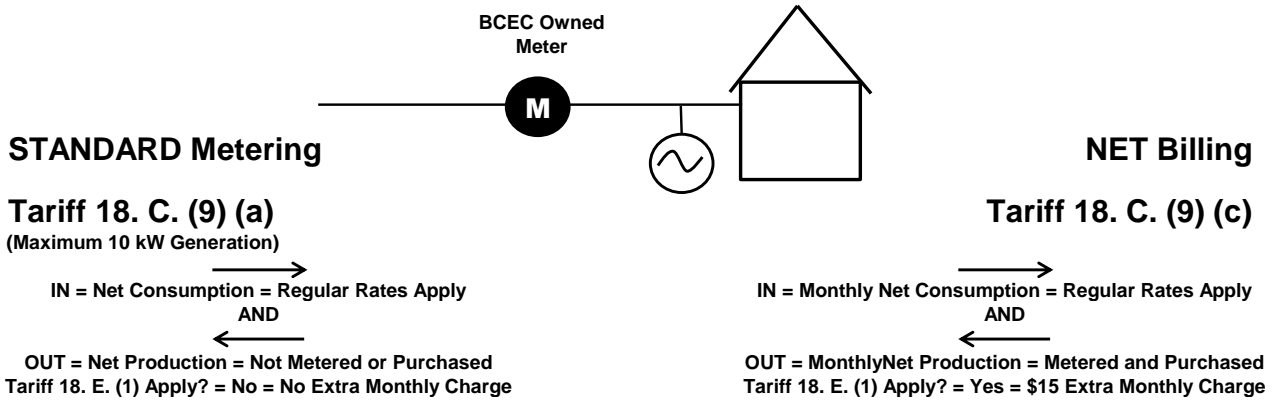 BCEC Owned
Meter
M
STANDARD Metering
Tariff 18. C. (9) (a)
(Maximum 10 kW Generation)
IN = Net Consumption = Regular Rates Apply
AND
OUT = Net Production = Not Metered or Purchased
Tariff 18. E. (1) Apply? = No = No Extra Monthly Charge
NET Billing
Tariff 18. C. (9) (c)
IN = Monthly Net Consumption = Regular Rates Apply
AND
OUT = MonthlyNet Production = Metered and Purchased
Tariff 18. E. (1) Apply? = Yes = $15 Extra Monthly Charge